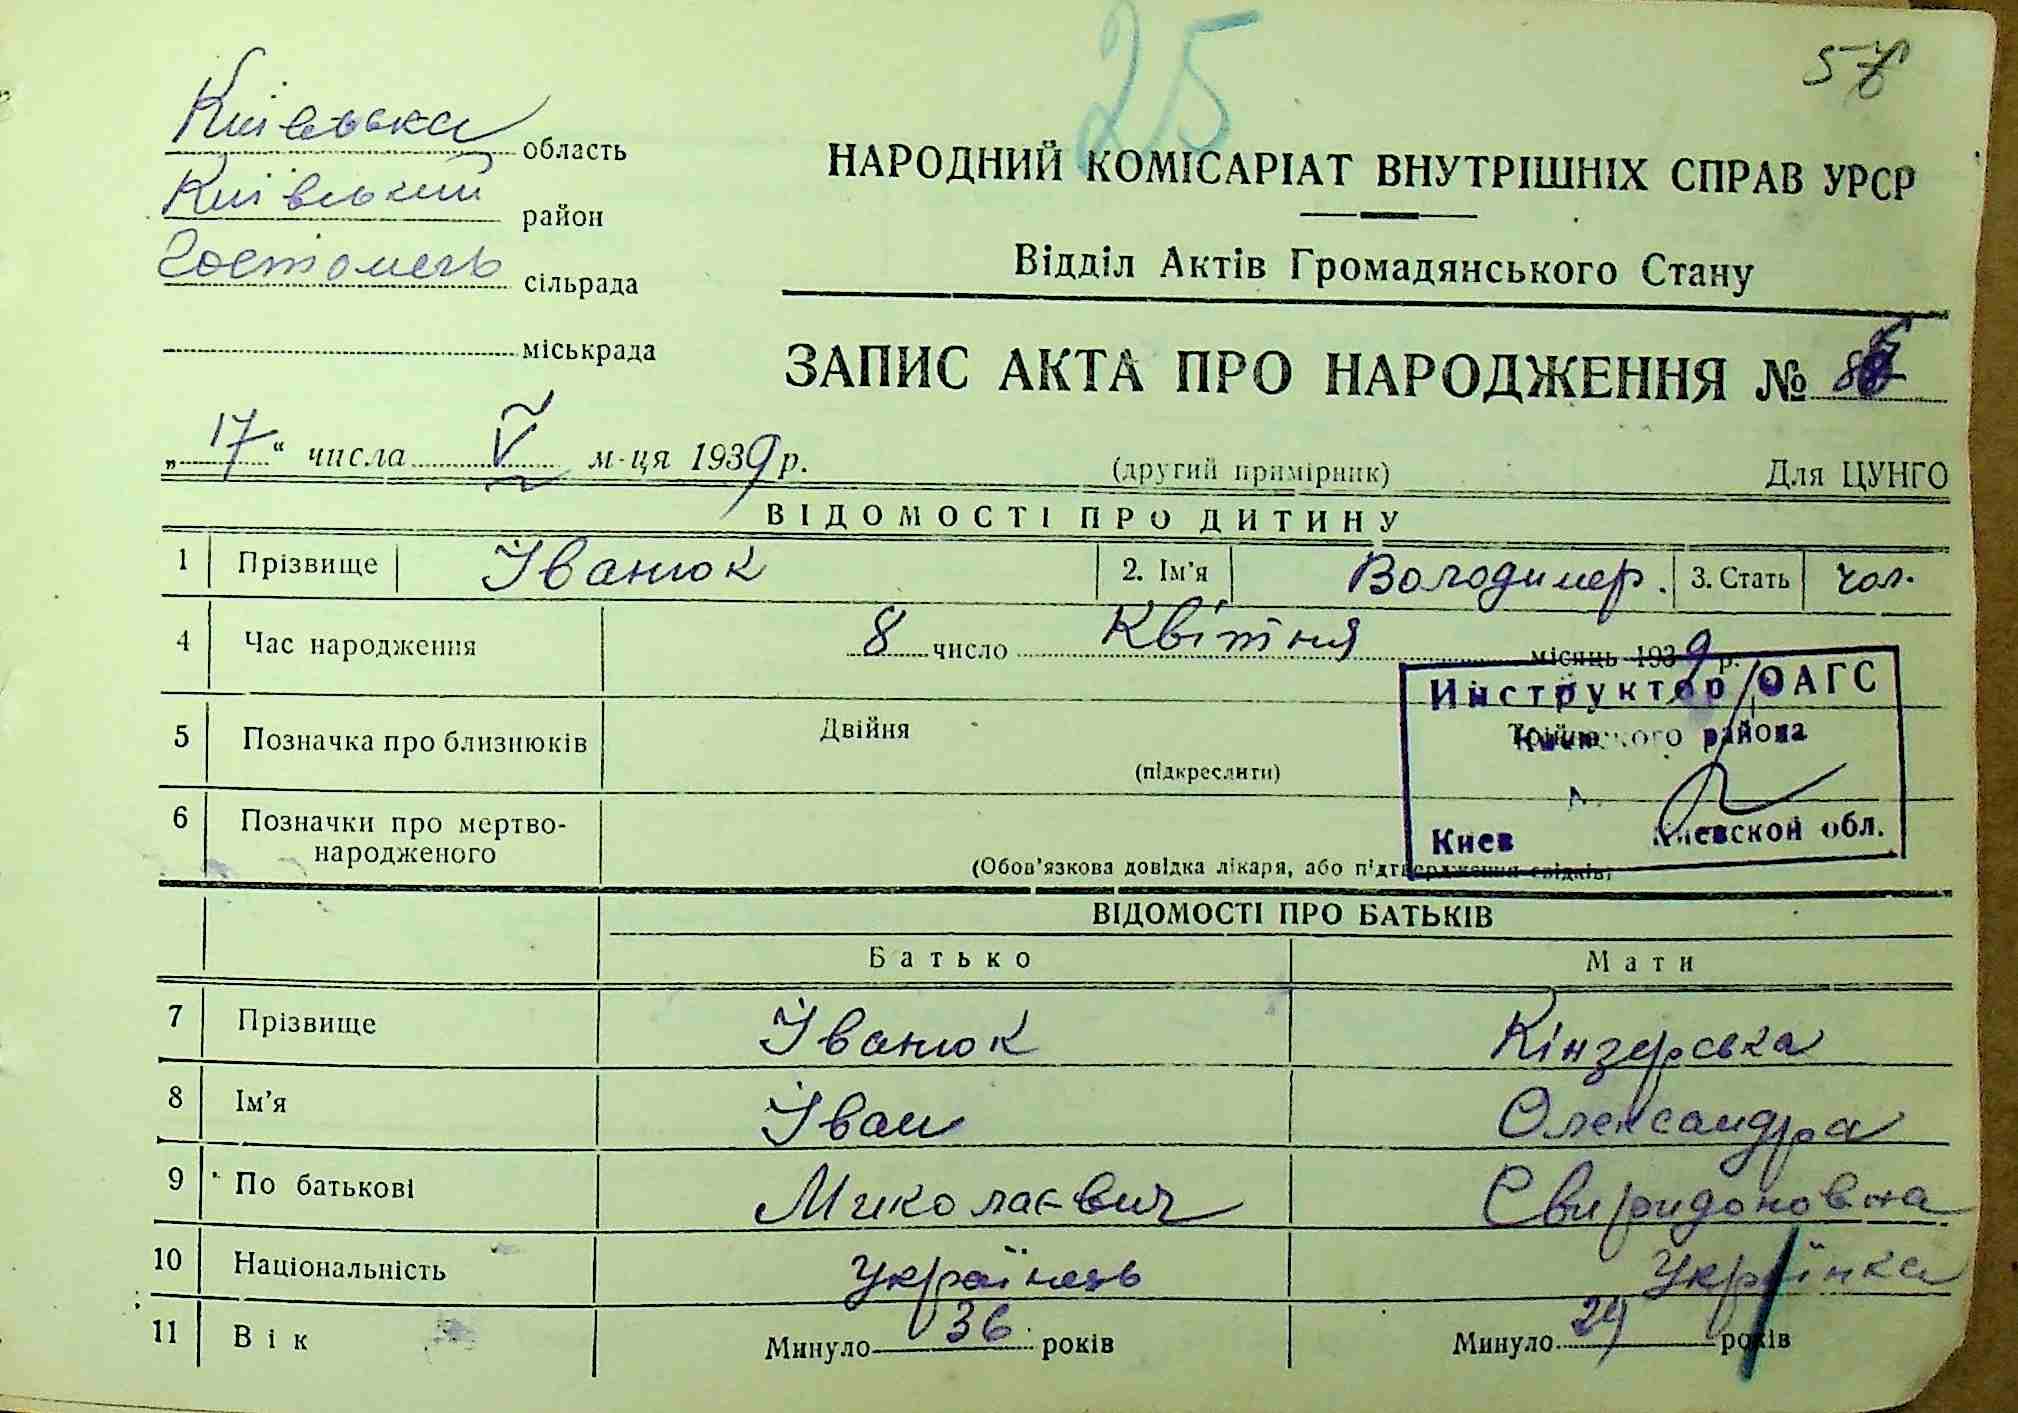 25
Київська область
Київський район
Гостомель сільрада
міськрада
НАРОДНИЙ КОМІСАРІАТ ВНУТРІШНІХ СПРАВ УРСР
Відділ Актів Громадянського Стану
ЗАПИС АКТА ПРО НАРОДЖЕННЯ №
„17“ числа V м-ця 1939 р. (другий примірник) Для ЦУНГО
ВІДОМОСТІ ПРО ДИТИНУ
1 Прізвище Іванюк 2. Ім'я Володимер. 3. Стать чол.
4 Час народження 8 число Квітня місяць 1939 р.
Инструктор ОАГС
района
Киев Киевской обл.
5 Позначка про близнюків Двійня
(підкреслити)
6 Позначки про мертво-
народженого
(Обов'язкова довідка лікаря, або підтвердження свідків)
ВІДОМОСТІ ПРО БАТЬКІВ
Батько Мати
7 Прізвище Іванюк Кінзерська
8 Ім'я Іван Олександра
9 По батькові Миколаєвич Свиридоновна
10 Національність українець українка
11 Вік Минуло 36 років Минуло 29 років